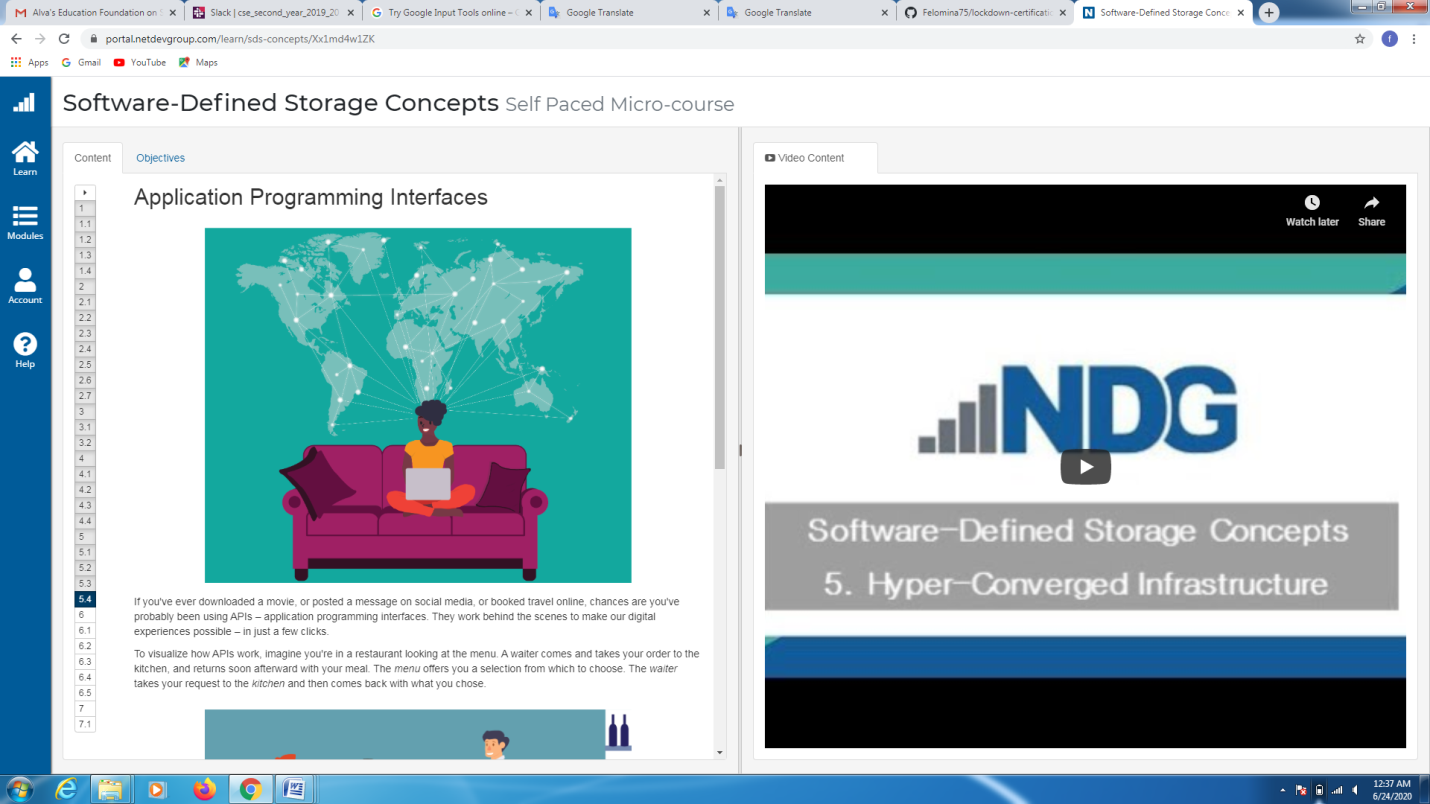 Alva's Education Foundation on S
Slack | cse_second_year_2019_20
Try Google Input Tools online – G
Google Translate
Google Translate
Felomina75/lockdown-certificatio
Software-Defined Storage Conce
portal.netdevgroup.com/learn/sds-concepts/Xx1md4w1ZK
f
Apps
Gmail
YouTube
Maps
Software-Defined Storage Concepts Self Paced Micro-course
Learn
Modules
Account
Help
Content
Objectives
1
1.1
1.2
1.3
1.4
2
2.1
2.2
2.3
2.4
2.5
2.6
2.7
3
3.1
3.2
4
4.1
4.2
4.3
4.4
5
5.1
5.2
5.3
5.4
6
6.1
6.2
6.3
6.4
6.5
7
7.1
Application Programming Interfaces
If you've ever downloaded a movie, or posted a message on social media, or booked travel online, chances are you've
probably been using APIs – application programming interfaces. They work behind the scenes to make our digital
experiences possible – in just a few clicks.
To visualize how APIs work, imagine you're in a restaurant looking at the menu. A waiter comes and takes your order to the
kitchen, and returns soon afterward with your meal. The menu offers you a selection from which to choose. The waiter
takes your request to the kitchen and then comes back with what you chose.
Video Content
Watch later
Share
NDG
Software-Defined Storage Concepts
5. Hyper-Converged Infrastructure
12:37 AM
6/24/2020